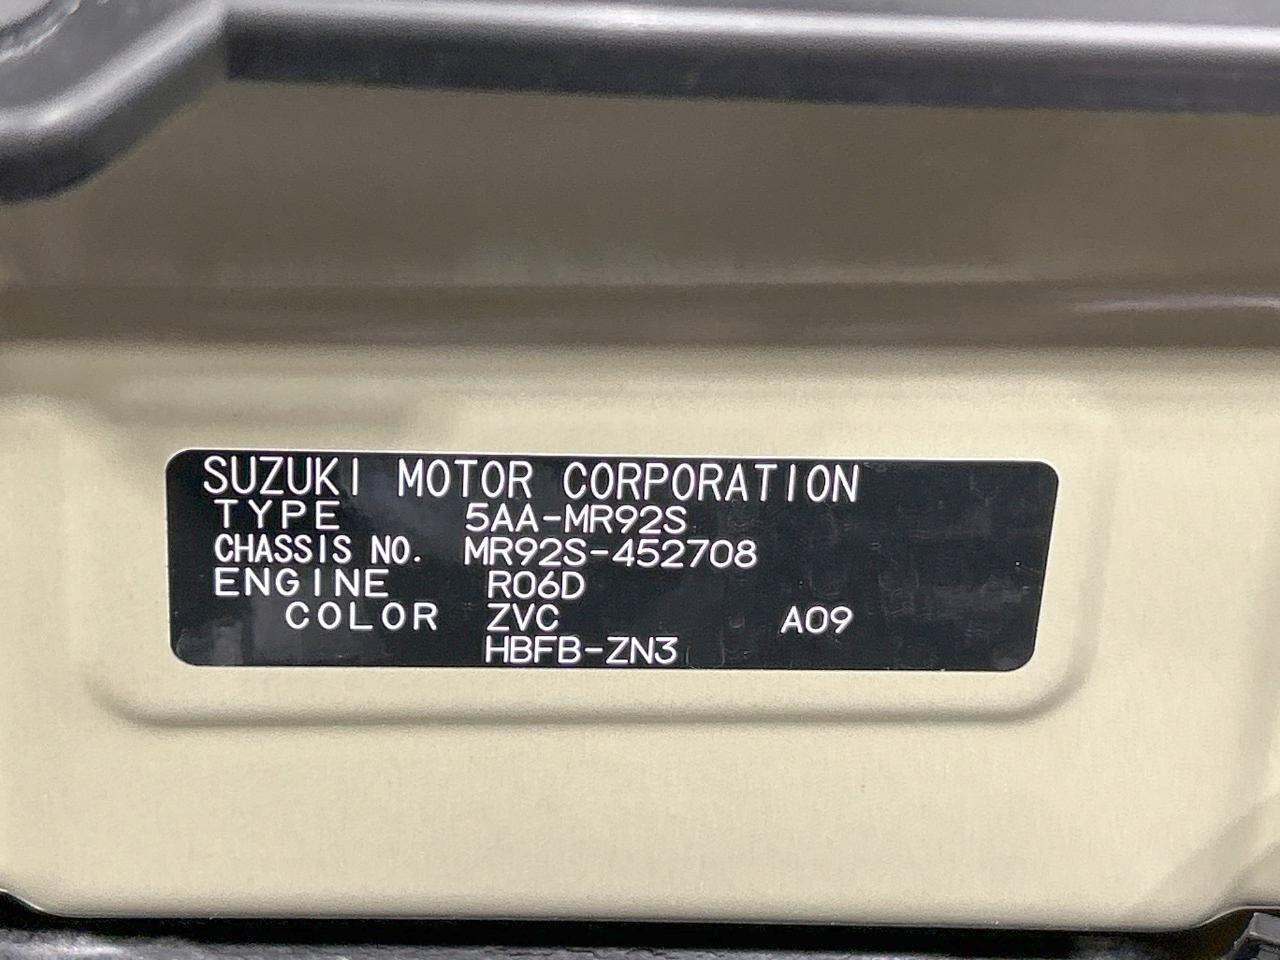 SUZUKI MOTOR CORPORATION
TYPE 5AA-MR92S
CHASSIS NO. MR92S-452708
ENGINE R06D
COLOR ZVC A09
HBFB-ZN3